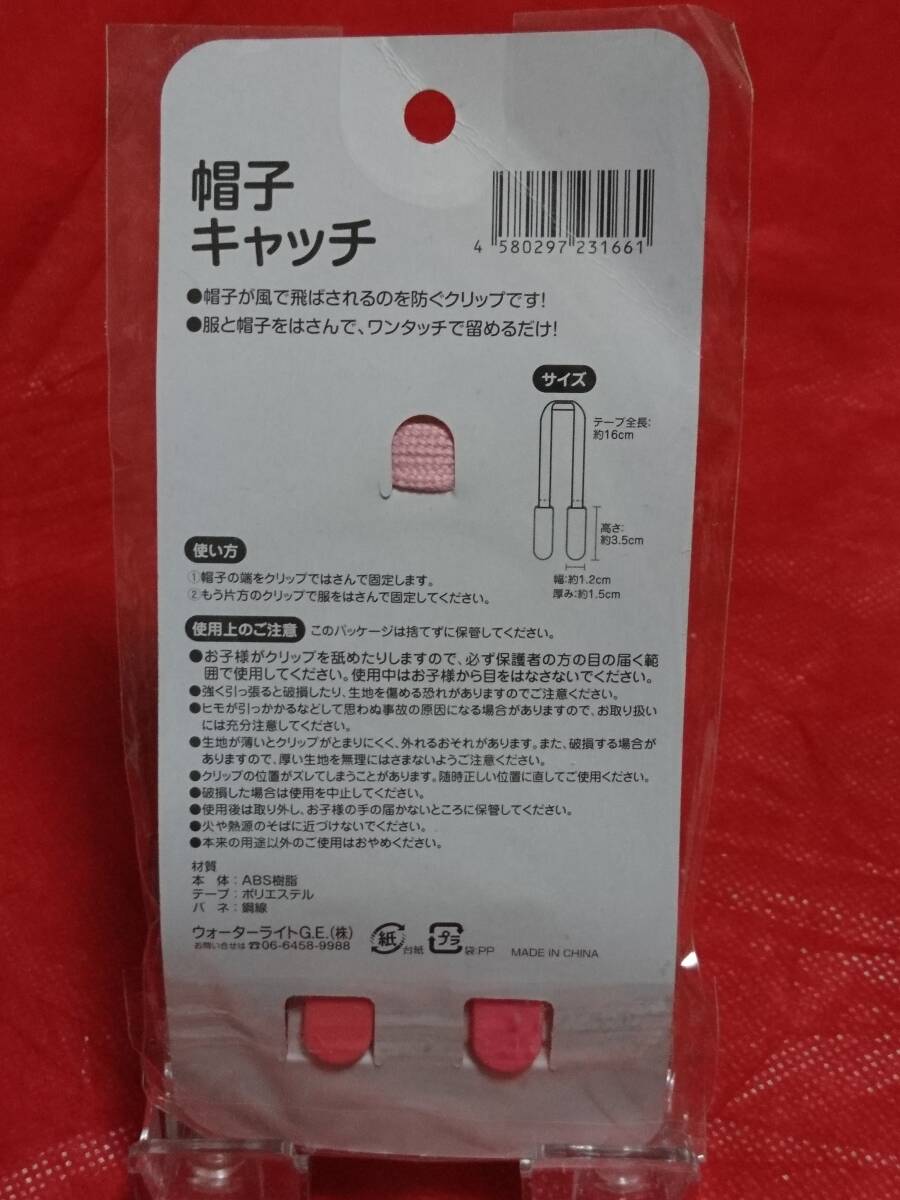 帽子
キャッチ
4 580297 231661
●帽子が風で飛ばされるのを防ぐクリップです!
●服と帽子をはさんで、ワンタッチで留めるだけ!
サイズ
テープ全長:
約16cm
高さ:
約3.5cm
幅:約1.2cm
厚み:約1.5cm
使い方
①帽子の端をクリップではさんで固定します。
②もう片方のクリップで服をはさんで固定してください。
使用上のご注意 このパッケージは捨てずに保管してください。
●お子様がクリップを舐めたりしますので、必ず保護者の方の目の届く範
囲で使用してください。使用中はお子様から目をはなさないでください。
●強く引っ張ると破損したり、生地を傷める恐れがありますのでご注意ください。
●ヒモが引っかかるなどして思わぬ事故の原因になる場合がありますので、お取り扱い
には充分注意してください。
●生地が薄いとクリップがとまりにくく、外れるおそれがあります。また、破損する場合が
ありますので、厚い生地を無理にはさまないようご注意ください。
●クリップの位置がズレてしまうことがあります。随時正しい位置に直してご使用ください。
●破損した場合は使用を中止してください。
●使用後は取り外し、お子様の手の届かないところに保管してください。
●火や熱源のそばに近づけないでください。
●本来の用途以外のご使用はおやめください。
材質
本 体:ABS樹脂
テープ:ポリエステル
バ ネ:鋼線
ウォーターライトG.E.(株)
お問い合せは☎06-6458-9988
紙 台紙 プラ 袋:PP MADE IN CHINA